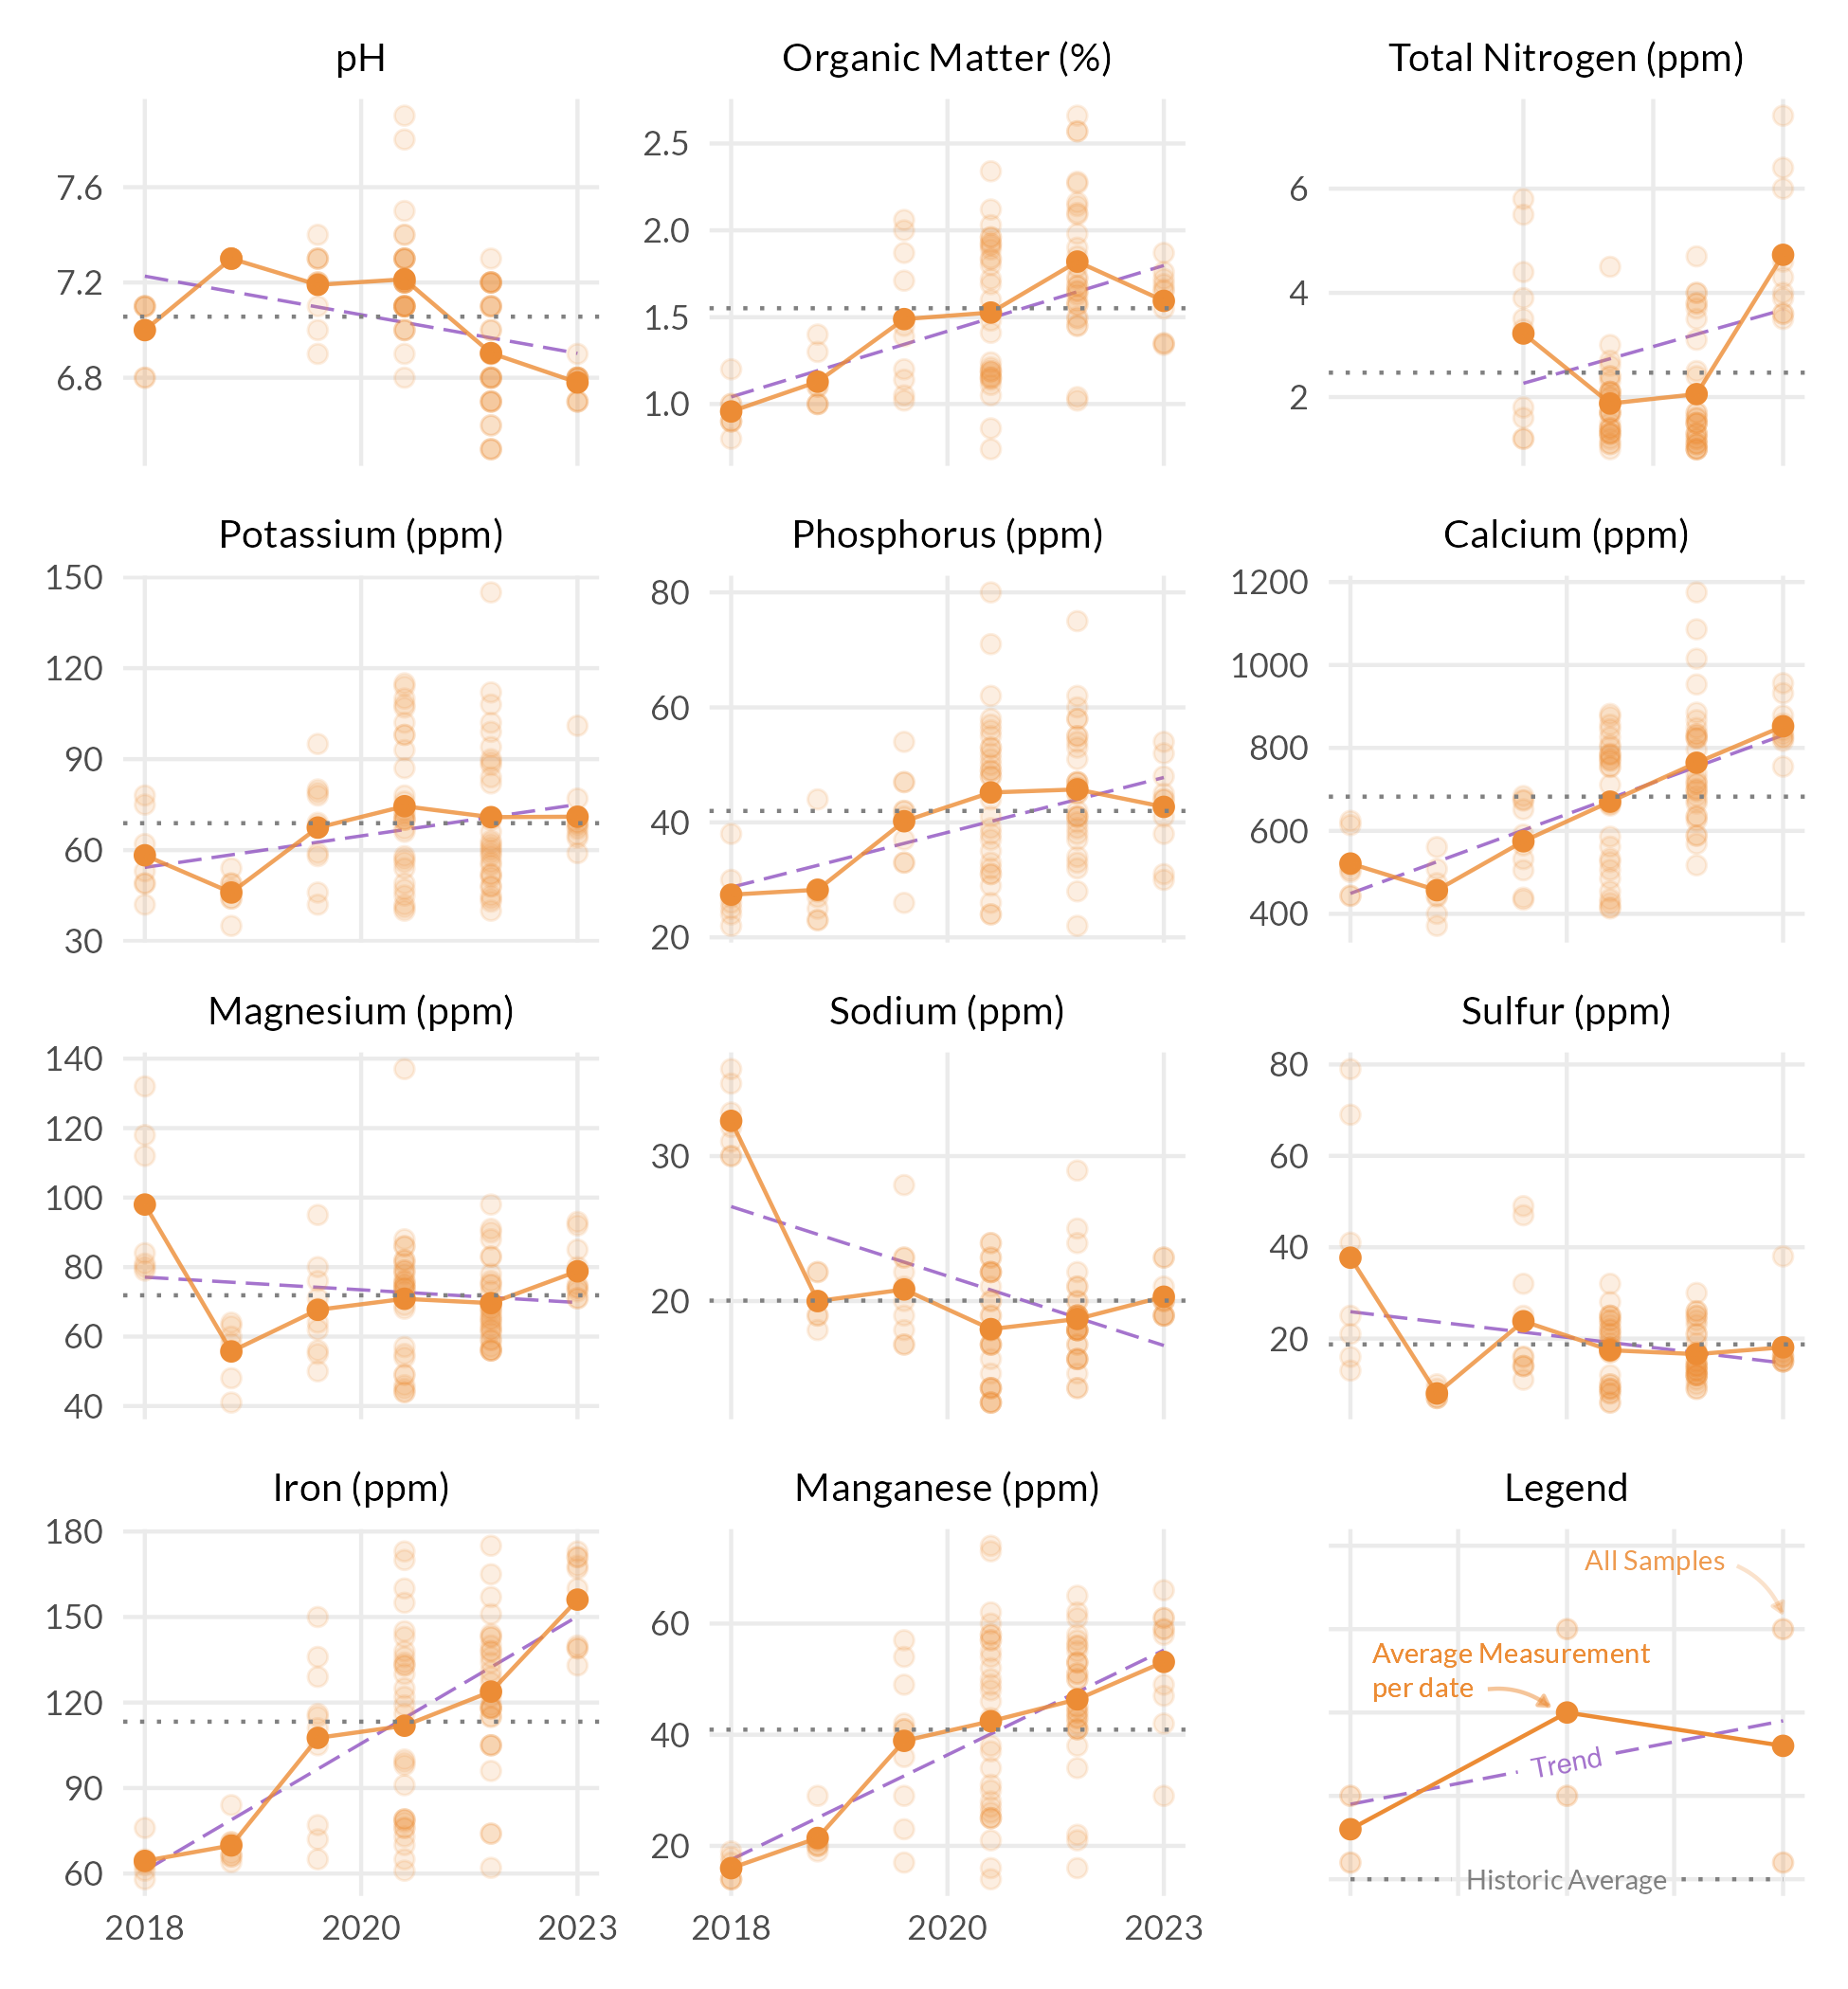 pH
Organic Matter (%)
Total Nitrogen (ppm)
7.6
7.2
6.8
2.5
2.0
1.5
1.0
6
4
2
Potassium (ppm)
Phosphorus (ppm)
Calcium (ppm)
150
120
90
60
30
80
60
40
20
1200
1000
800
600
400
Magnesium (ppm)
Sodium (ppm)
Sulfur (ppm)
140
120
100
80
60
40
30
20
80
60
40
20
Iron (ppm)
Manganese (ppm)
Legend
180
150
120
90
60
60
40
20
All Samples
Average Measurement
per date
Trend
Historic Average
2018
2020
2023
2018
2020
2023